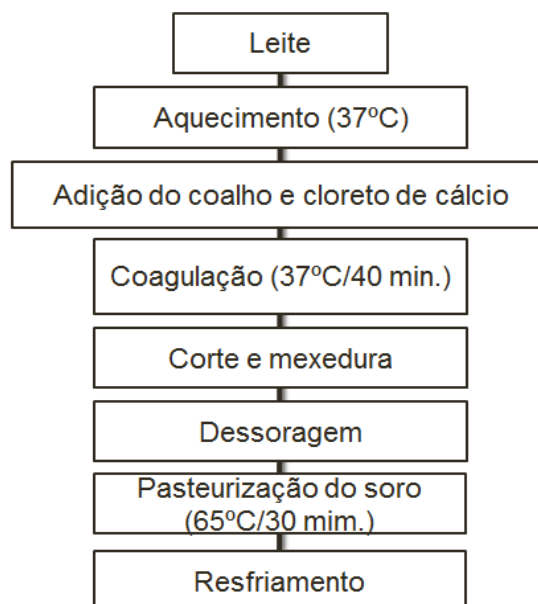 Leite
Aquecimento (37ºC)
Adição do coalho e cloreto de cálcio
Coagulação (37ºC/40 min.)
Corte e mexedura
Dessoragem
Pasteurização do soro
(65ºC/30 mim.)
Resfriamento